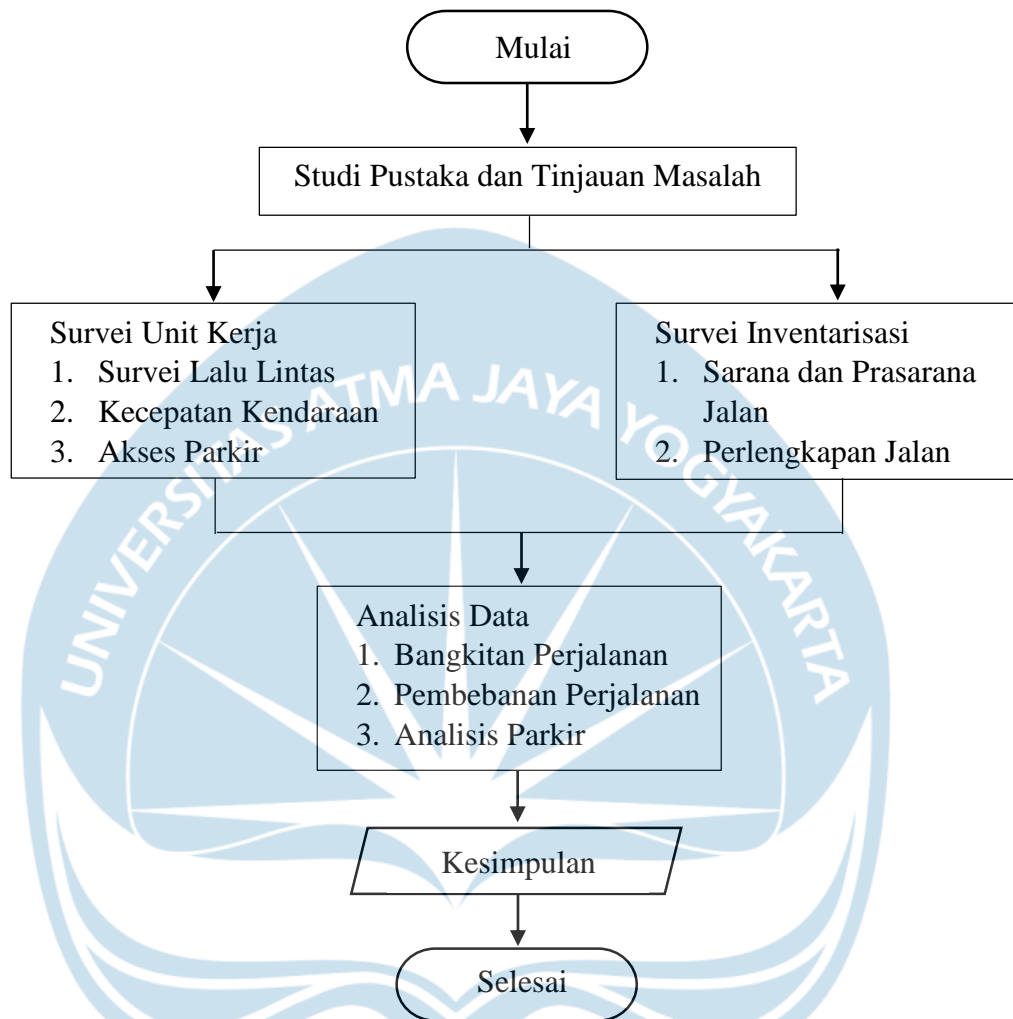 Mulai
Studi Pustaka dan Tinjauan Masalah
Survei Unit Kerja
1. Survei Lalu Lintas
2. Kecepatan Kendaraan
3. Akses Parkir
Survei Inventarisasi
1. Sarana dan Prasarana
Jalan
2. Perlengkapan Jalan
UNIVERSITAS ATMA JAYA YOGYAKARTA
Analisis Data
1. Bangkitan Perjalanan
2. Pembebanan Perjalanan
3. Analisis Parkir
Kesimpulan
Selesai